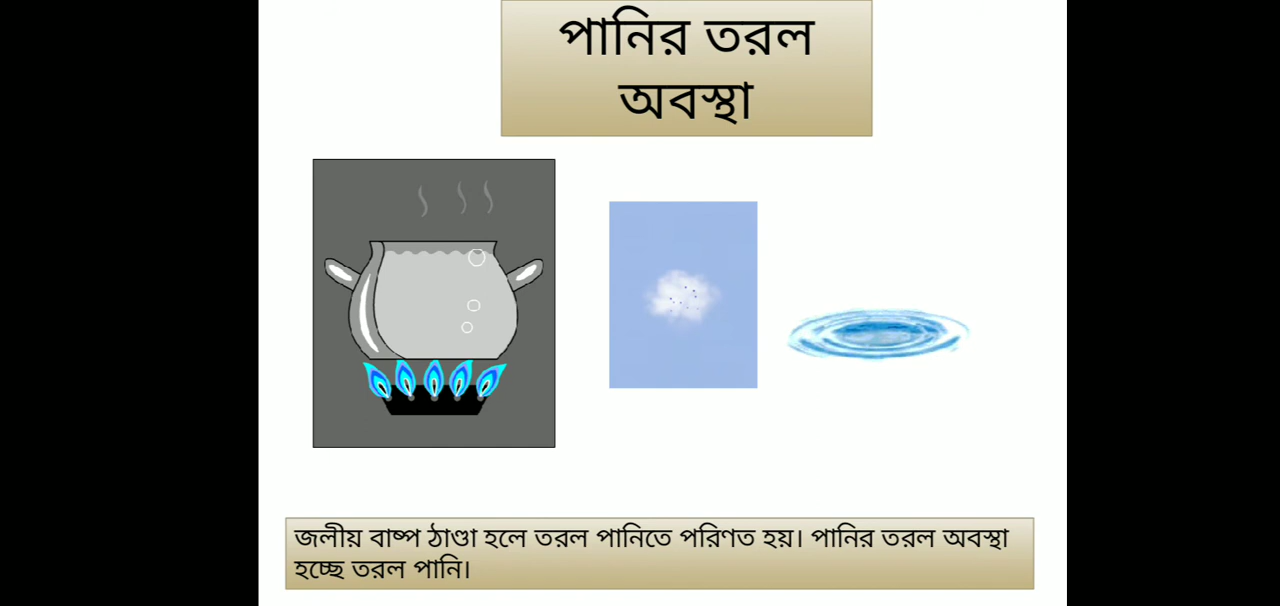 পানির তরল
অবস্থা
জলীয় বাষ্প ঠাণ্ডা হলে তরল পানিতে পরিণত হয়। পানির তরল অবস্থা
হচ্ছে তরল পানি।